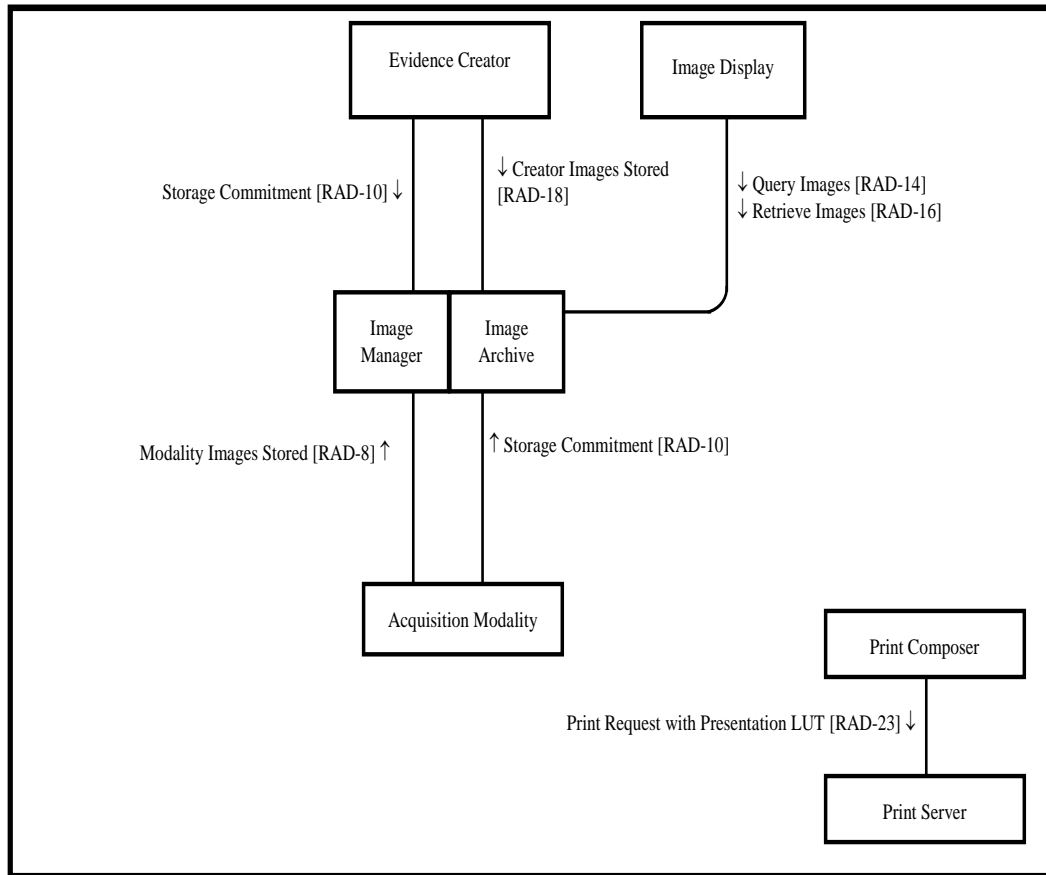 Evidence Creator
Image Display
Storage Commitment [RAD-10] ↓
↓ Creator Images Stored
[RAD-18]
↓ Query Images [RAD-14]
↓ Retrieve Images [RAD-16]
Image
Manager
Image
Archive
Modality Images Stored [RAD-8] ↑
↑ Storage Commitment [RAD-10]
Acquisition Modality
Print Composer
Print Request with Presentation LUT [RAD-23] ↓
Print Server